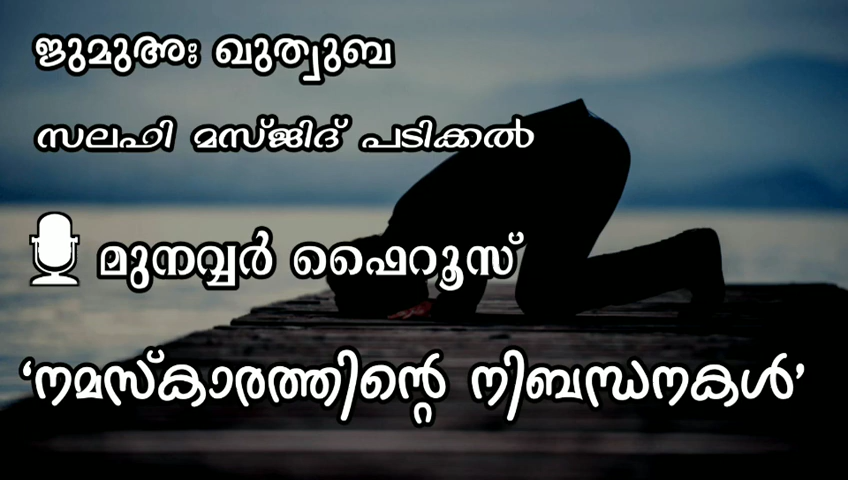 ജുമുഅഃ ഖുത്വുബ
സലഫി മസ്ജിദ് പടിക്കൽ
മുനവ്വർ ഫൈറൂസ്
‘നമസ്കാരത്തിന്റെ നിബന്ധനകൾ’